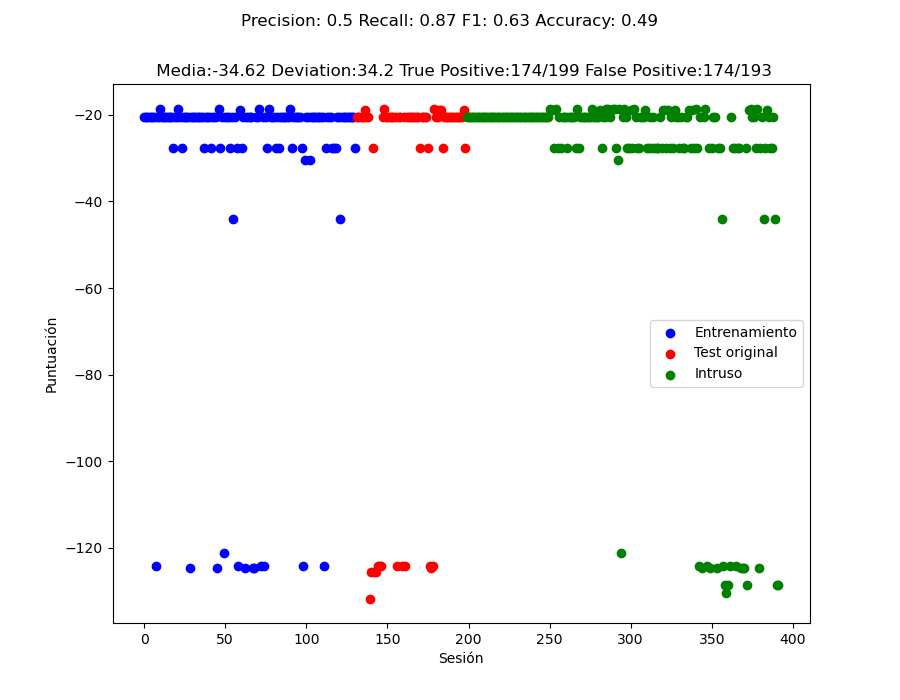 Precision: 0.5 Recall: 0.87 F1: 0.63 Accuracy: 0.49
Media:-34.62 Deviation:34.2 True Positive:174/199 False Positive:174/193
−20
−40
−60
−80
−100
−120
Puntuación
Entrenamiento
Test original
Intruso
0 50 100 150 200 250 300 350 400
Sesión